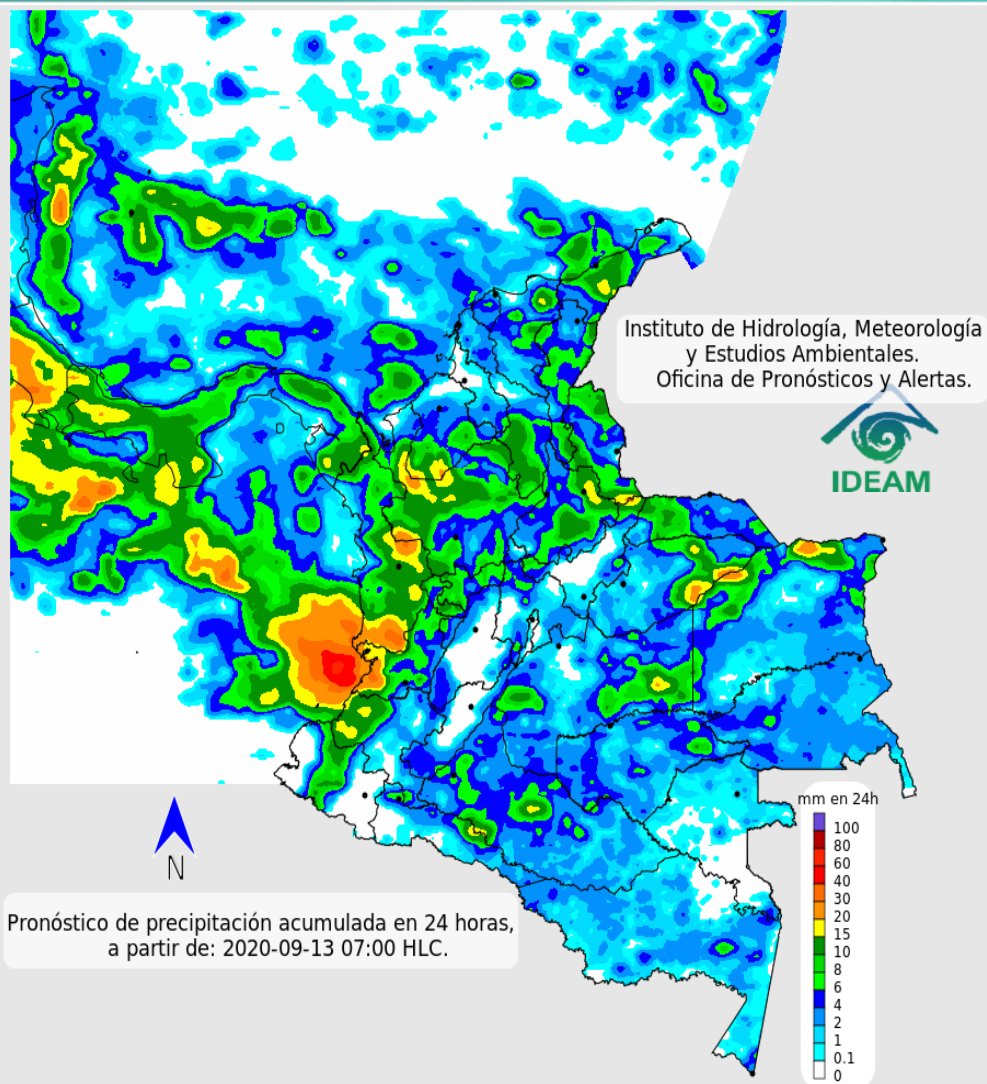 Instituto de Hidrología, Meteorología
y Estudios Ambientales.
Oficina de Pronósticos y Alertas.
IDEAM
mm en 24h
100
80
60
40
30
20
15
10
8
6
4
2
1
0.1
0
N
Pronóstico de precipitación acumulada en 24 horas,
a partir de: 2020-09-13 07:00 HLC.